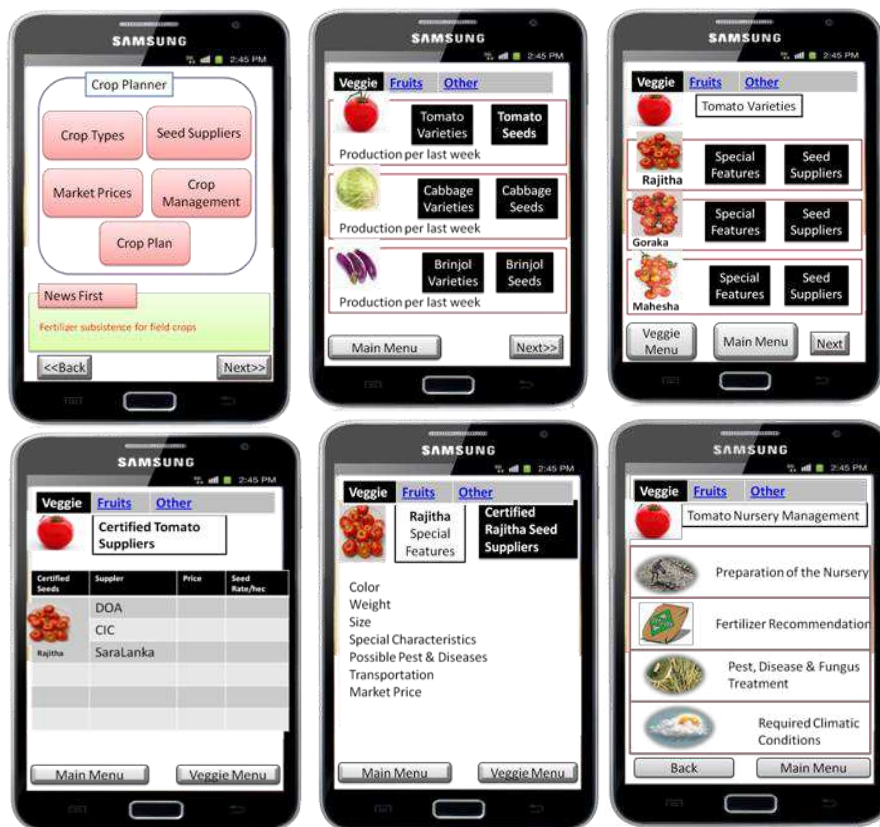 SAMSUNG
2:45 PM
Crop Planner
Crop Types
Seed Suppliers
Market Prices
Crop
Management
Crop Plan
News First
Fertilizer subsistence for field crops
<<Back
Next>>
SAMSUNG
2:45 PM
Veggie Fruits Other
Tomato
Varieties
Tomato
Seeds
Production per last week
Cabbage
Varieties
Cabbage
Seeds
Production per last week
Brinjol
Varieties
Brinjol
Seeds
Production per last week
Main Menu
Next>>
SAMSUNG
2:45 PM
Veggie Fruits Other
Tomato Varieties
Rajitha
Special
Features
Seed
Suppliers
Goraka
Special
Features
Seed
Suppliers
Mahesha
Special
Features
Seed
Suppliers
Veggie
Menu
Main Menu
Next
SAMSUNG
2:45 PM
Veggie Fruits Other
Certified Tomato
Suppliers
Certified
Seeds
Suppler
Price
Seed
Rate/hec
Rajitha
DOA
CIC
SaraLanka
Main Menu
Veggie Menu
SAMSUNG
2:45 PM
Veggie Fruits Other
Rajitha
Special
Features
Certified
Rajitha Seed
Suppliers
Color
Weight
Size
Special Characteristics
Possible Pest & Diseases
Transportation
Market Price
Main Menu
Veggie Menu
SAMSUNG
2:45 PM
Veggie Fruits Other
Tomato Nursery Management
Preparation of the Nursery
Fertilizer Recommendation
Pest, Disease & Fungus
Treatment
Required Climatic
Conditions
Back
Main Menu